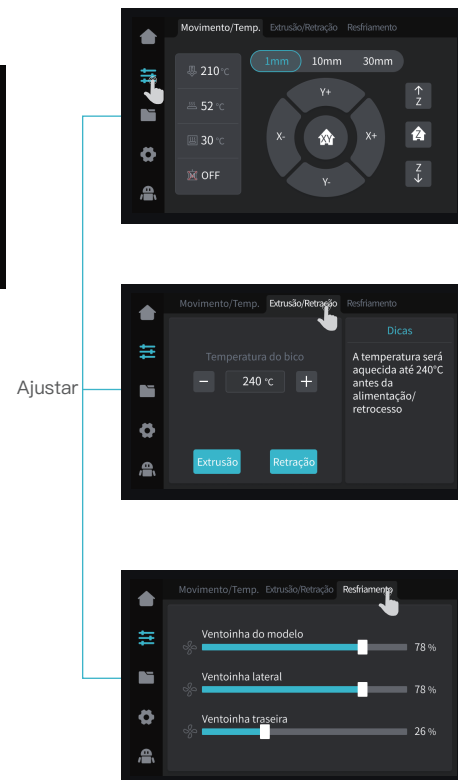 Movimento/Temp. Extrusão/Retração Resfriamento
1mm 10mm 30mm
210℃
52 ℃
30 ℃
OFF
Y+
X-
XY
X+
Y-
Z
Z
Z
Ajustar
Movimento/Temp. Extrusão/Retração Resfriamento
Temperatura do bico
− 240 ℃ +
Extrusão Retração
Dicas
A temperatura será
aquecida até 240°C
antes da
alimentação/
retrocesso
Movimento/Temp. Extrusão/Retração Resfriamento
Ventoinha do modelo
78 %
Ventoinha lateral
78 %
Ventoinha traseira
26 %